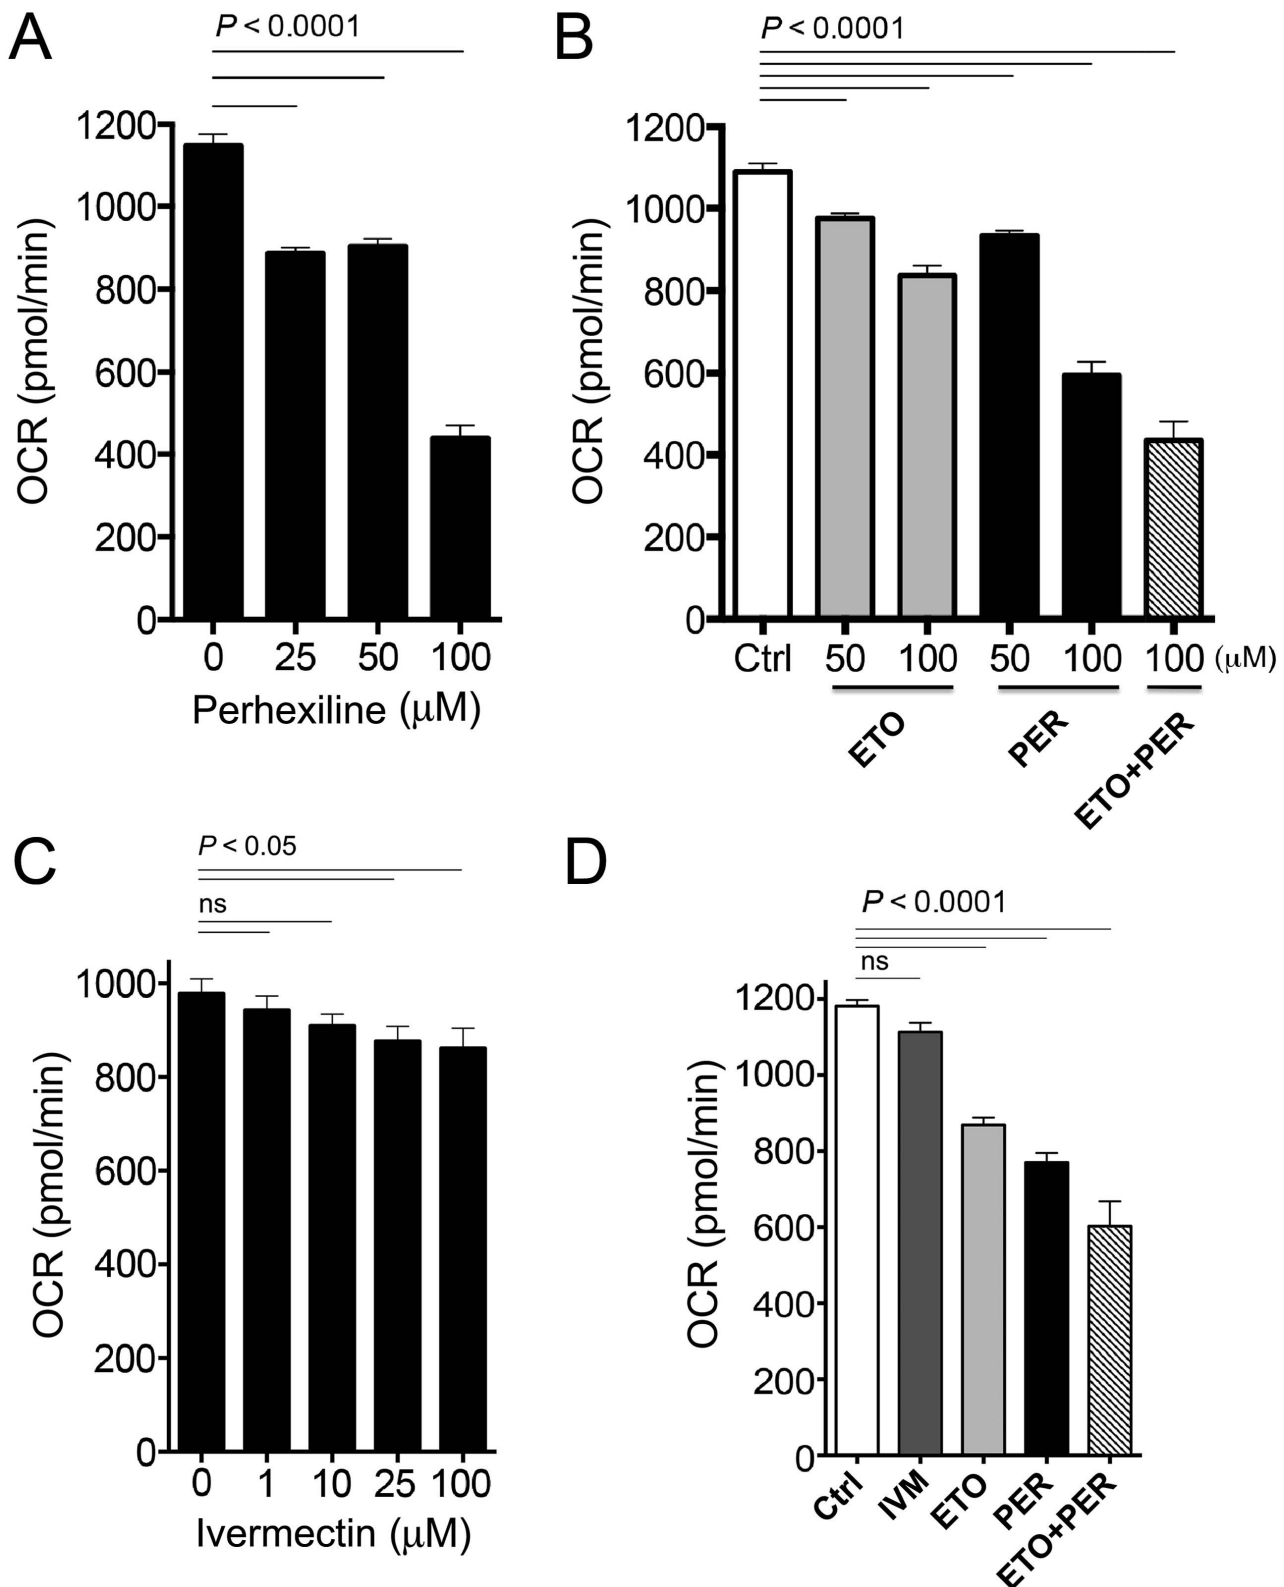 A
P < 0.0001
OCR (pmol/min)
1200
1000
800
600
400
200
0
0 25 50 100
Perhexiline (μM)
B
P < 0.0001
OCR (pmol/min)
1200
1000
800
600
400
200
0
Ctrl 50 100 50 100 100 (μM)
ETO PER ETO+PER
C
P < 0.05
ns
OCR (pmol/min)
1000
800
600
400
200
0
0 1 10 25 100
Ivermectin (μM)
D
P < 0.0001
ns
OCR (pmol/min)
1200
1000
800
600
400
200
0
Ctrl IVM ETO PER ETO+PER